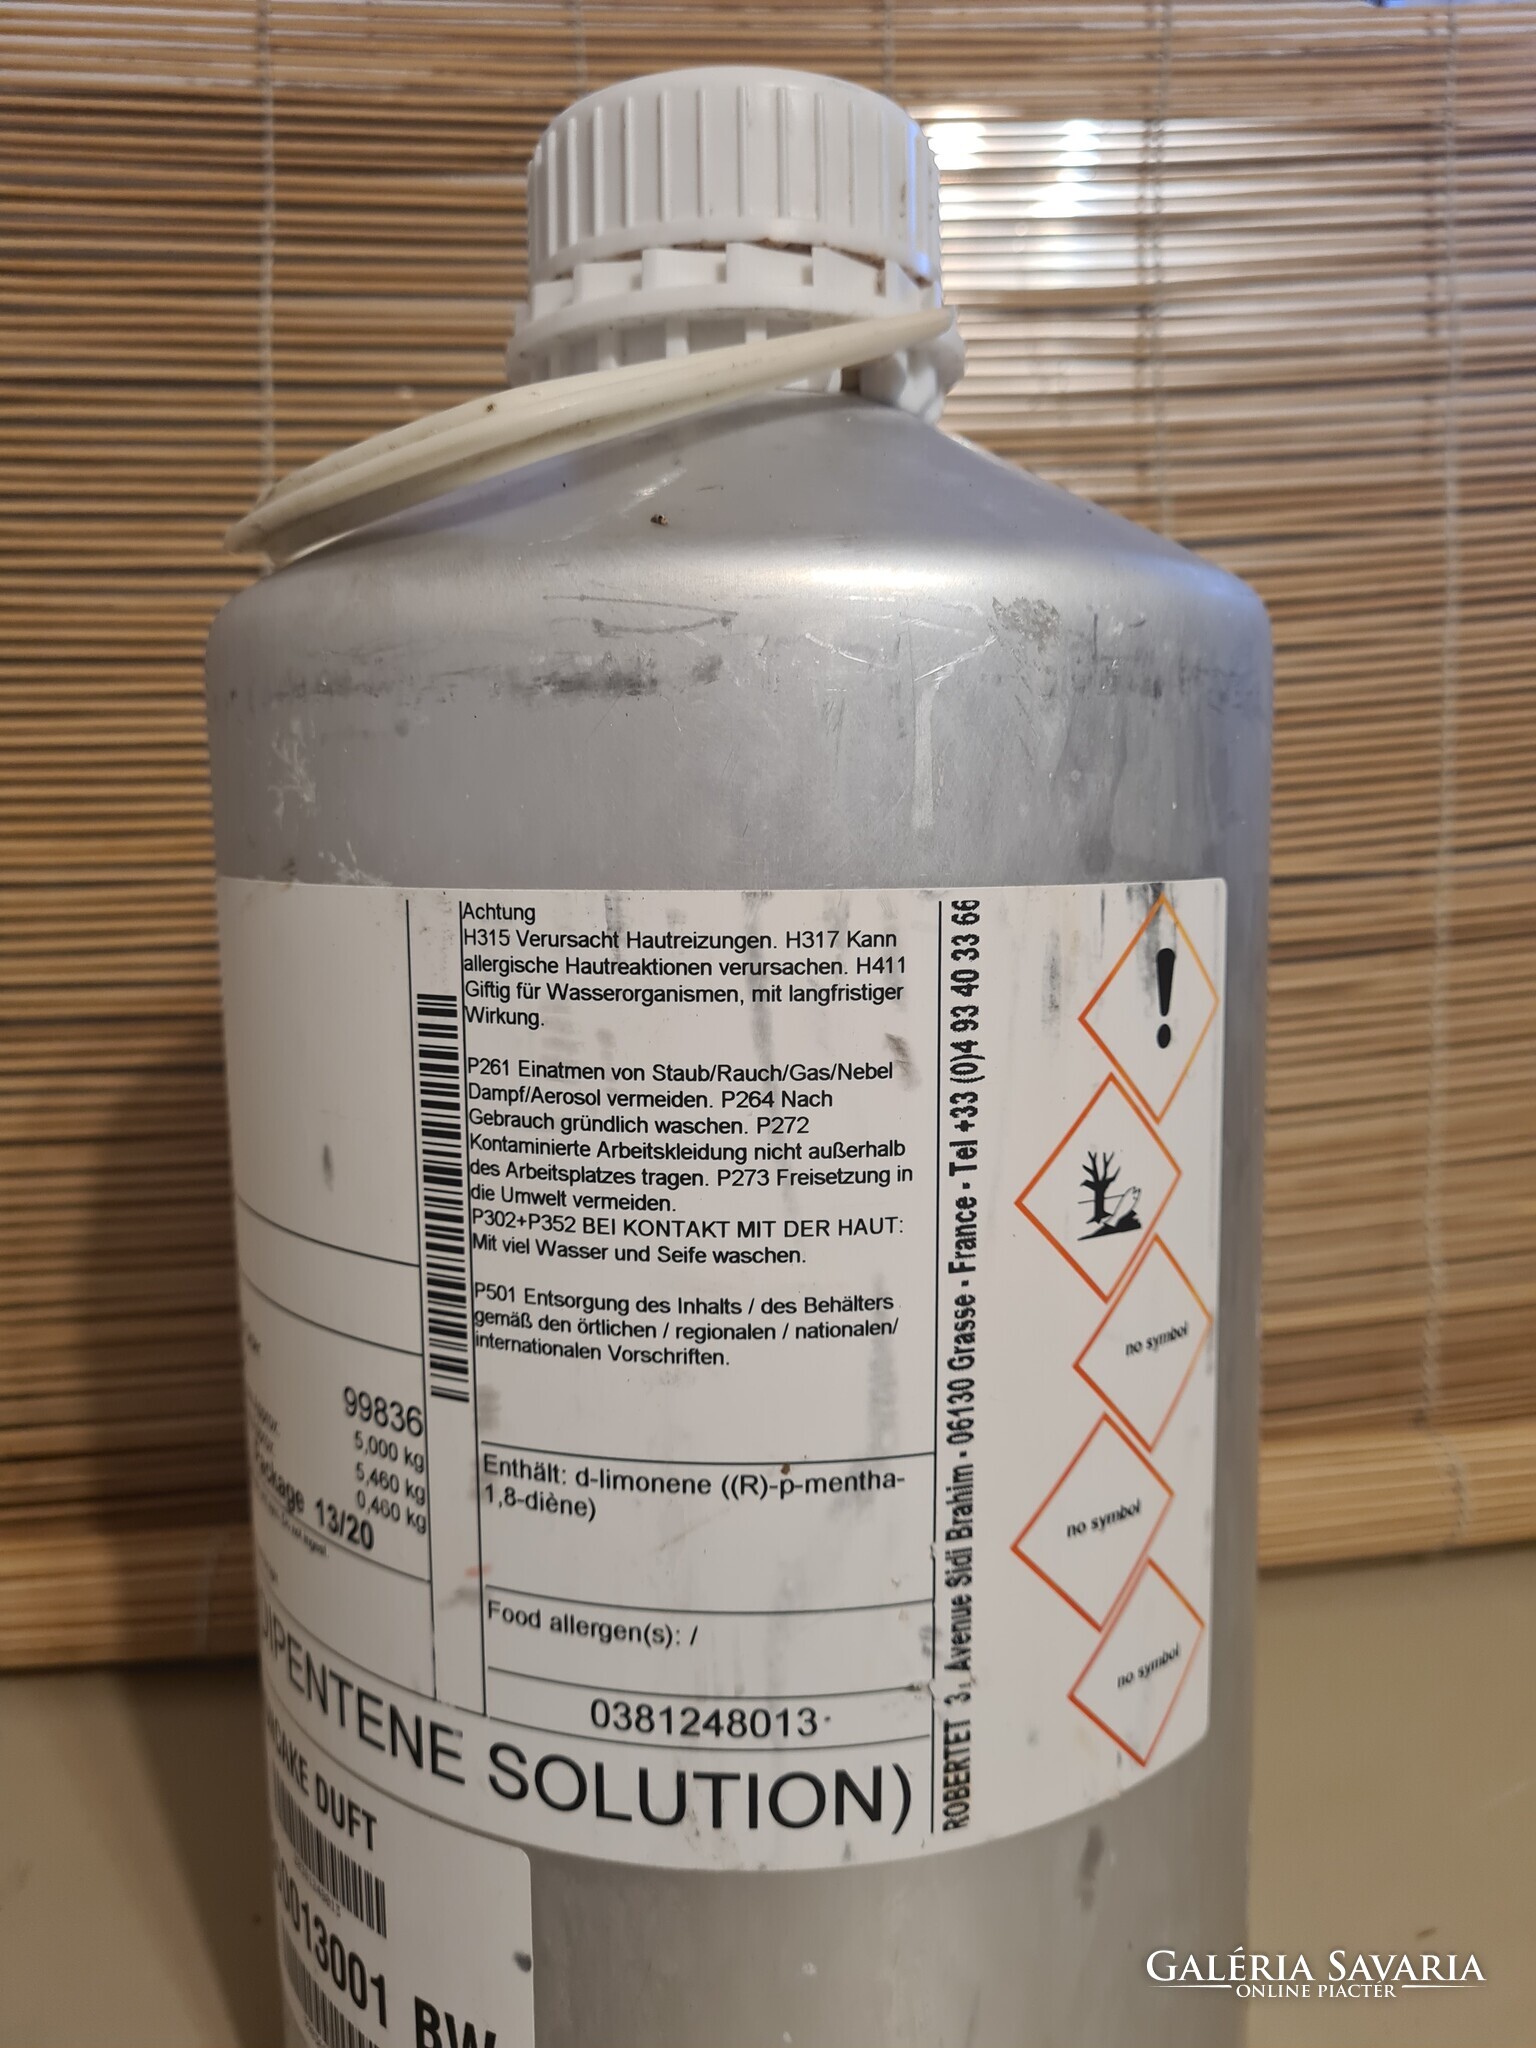 Achtung
H315 Verursacht Hautreizungen. H317 Kann
allergische Hautreaktionen verursachen. H411
Giftig für Wasserorganismen, mit langfristiger
Wirkung.
P261 Einatmen von Staub/Rauch/Gas/Nebel
Dampf/Aerosol vermeiden. P264 Nach
Gebrauch gründlich waschen. P272
Kontaminierte Arbeitskleidung nicht außerhalb
des Arbeitsplatzes tragen. P273 Freisetzung in
die Umwelt vermeiden.
P302+P352 BEI KONTAKT MIT DER HAUT:
Mit viel Wasser und Seife waschen.
P501 Entsorgung des Inhalts / des Behälters
gemäß den örtlichen / regionalen / nationalen/
internationalen Vorschriften.
99836
5,000 kg
5,460 kg
0,460 kg
Package 13/20
Enthält: d-limonene ((R)-p-mentha-
1,8-diène)
Food allergen(s): /
0381248013
DIPENTENE SOLUTION)
ROBERTET 3, Avenue Sidi Brahim - 06130 Grasse - France - Tel +33 (0)4 93 40 33 66
no symbol
no symbol
no symbol
DUFT
0013001 BW
GALÉRIA SAVARIA
ONLINE PIACTÉR